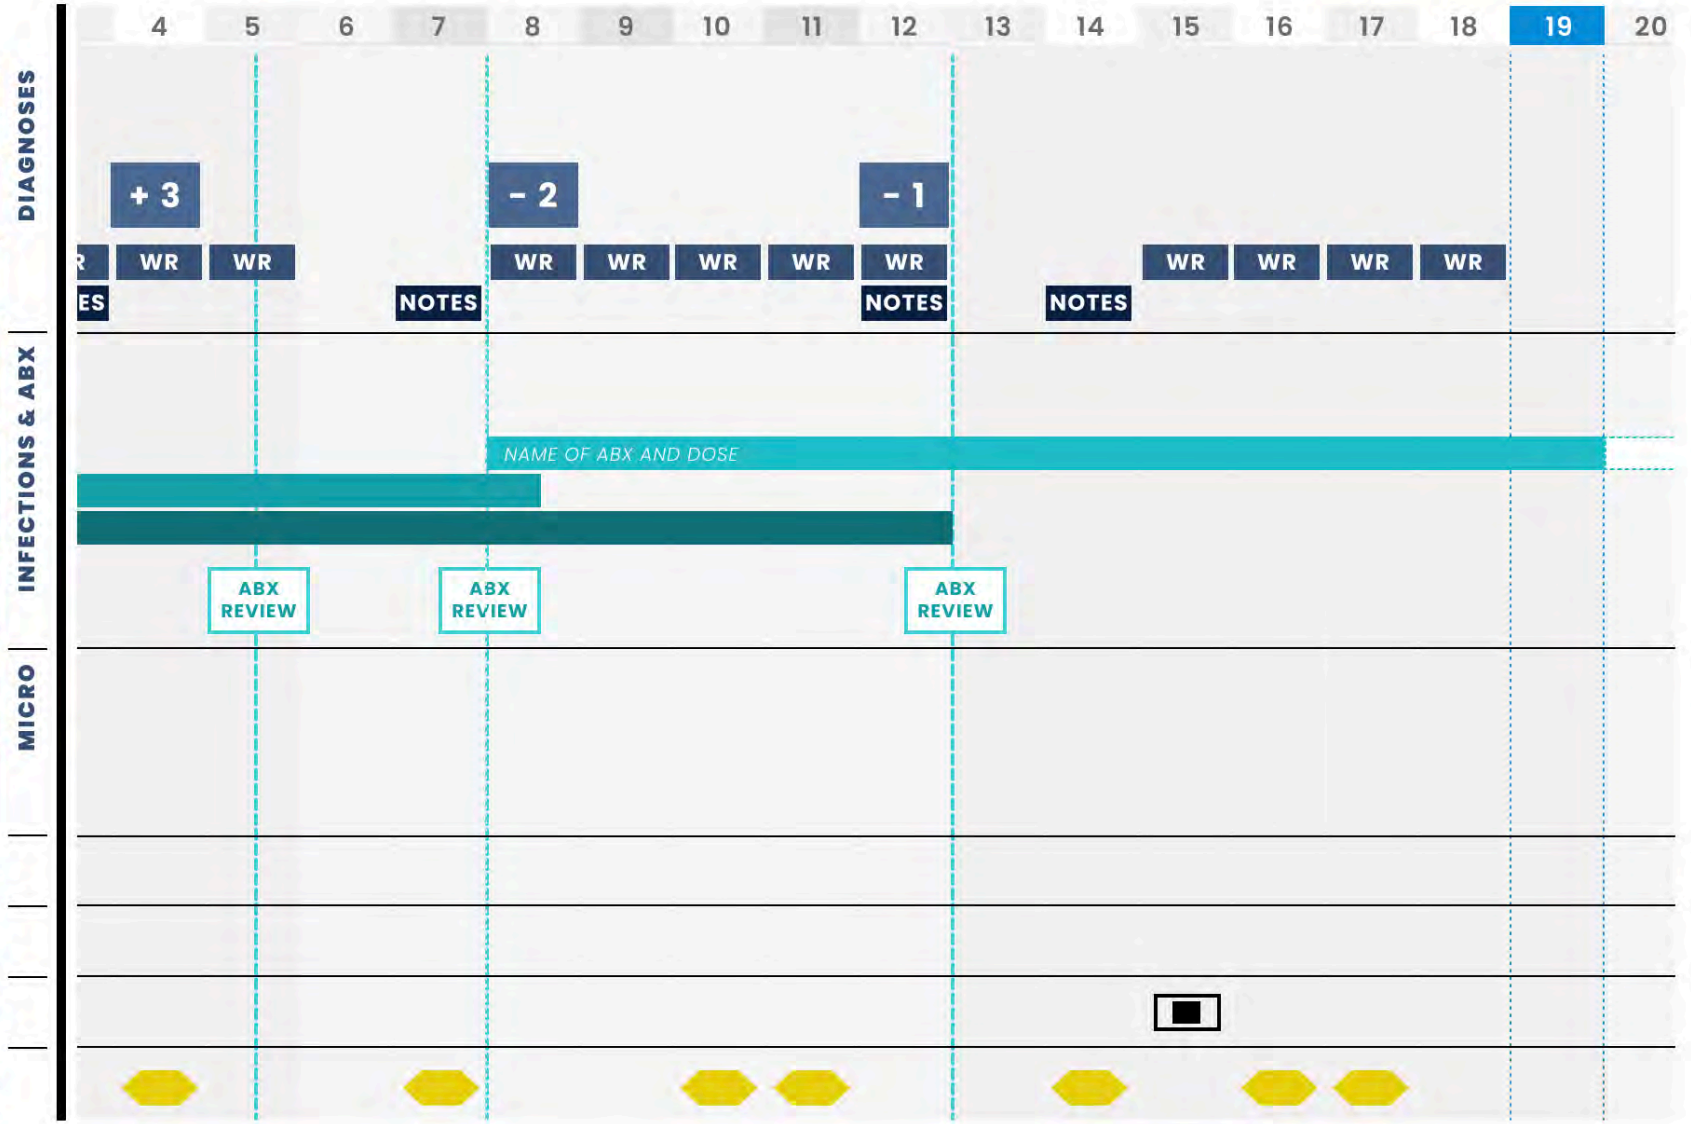 4 5 6 7 8 9 10 11 12 13 14 15 16 17 18 19 20
DIAGNOSES
+ 3 - 2 - 1
R WR WR WR WR WR WR WR WR WR WR WR
ES NOTES NOTES NOTES
INFECTIONS & ABX
NAME OF ABX AND DOSE
ABX
REVIEW
ABX
REVIEW
ABX
REVIEW
MICRO